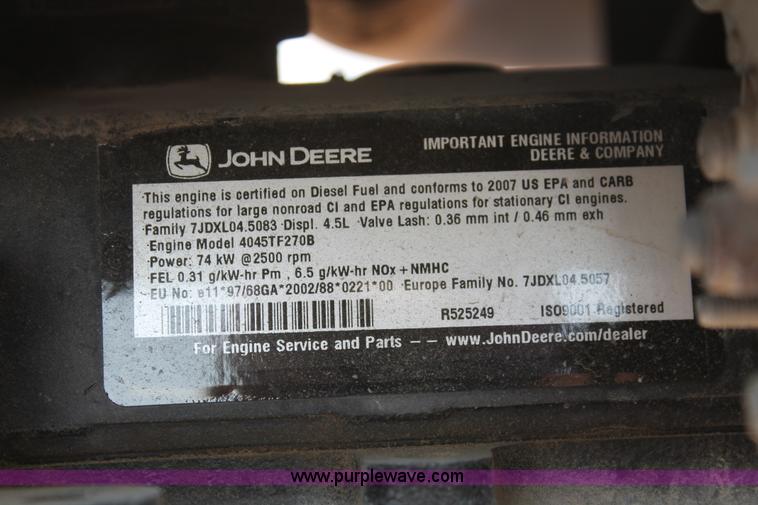 JOHN DEERE
IMPORTANT ENGINE INFORMATION
DEERE & COMPANY
This engine is certified on Diesel Fuel and conforms to 2007 US EPA and CARB
regulations for large nonroad CI and EPA regulations for stationary CI engines.
Family 7JDXL04.5083 Displ. 4.5L Valve Lash: 0.36 mm int / 0.46 mm exh
Engine Model 4045TF270B
Power: 74 kW @2500 rpm
FEL 0.31 g/kW-hr Pm , 6.5 g/kW-hr NOx+NMHC
EU No: e11*97/68GA*2002/88*0221*00 Europe Family No. 7JDXL04.5057
R525249 ISO9001 Registered
For Engine Service and Parts –– www.JohnDeere.com/dealer
www.purplewave.com